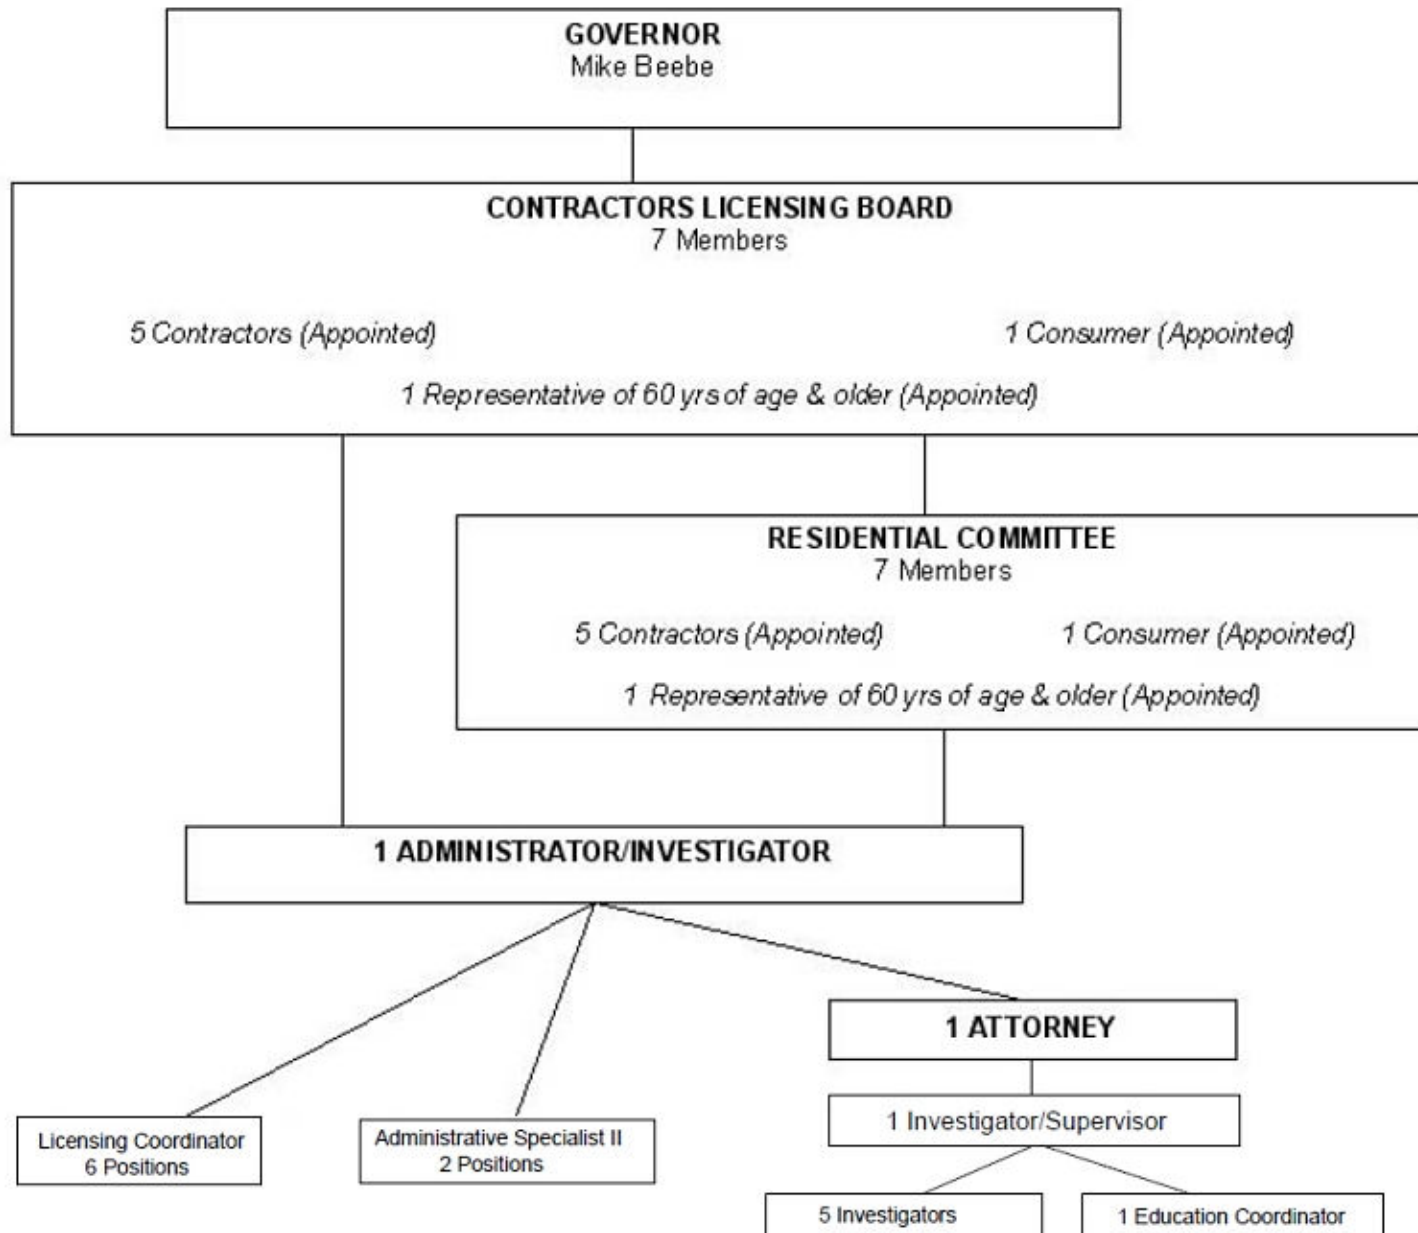 GOVERNOR
Mike Beebe
CONTRACTORS LICENSING BOARD
7 Members
5 Contractors (Appointed)
1 Consumer (Appointed)
1 Representative of 60 yrs of age & older (Appointed)
RESIDENTIAL COMMITTEE
7 Members
5 Contractors (Appointed)
1 Consumer (Appointed)
1 Representative of 60 yrs of age & older (Appointed)
1 ADMINISTRATOR/INVESTIGATOR
1 ATTORNEY
1 Investigator/Supervisor
Licensing Coordinator
6 Positions
Administrative Specialist II
2 Positions
5 Investigators
1 Education Coordinator